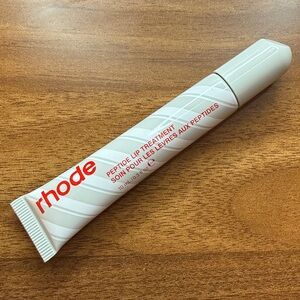 rhode
PEPTIDE LIP TREATMENT
SOIN POUR LES LÈVRES AUX PEPTIDES